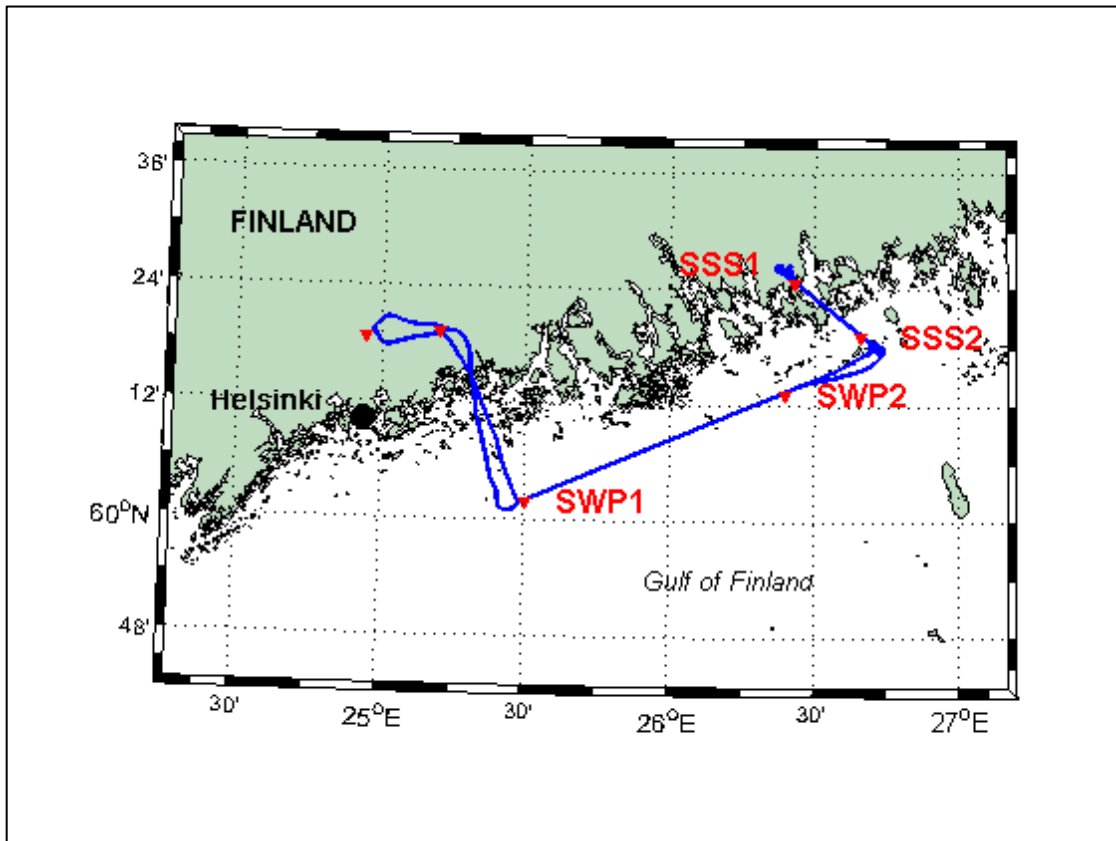 36'
FINLAND
SSS1
24'
SSS2
12'
Helsinki
SWP2
60°N
SWP1
Gulf of Finland
48'
30'
25°E
30'
26°E
30'
27°E